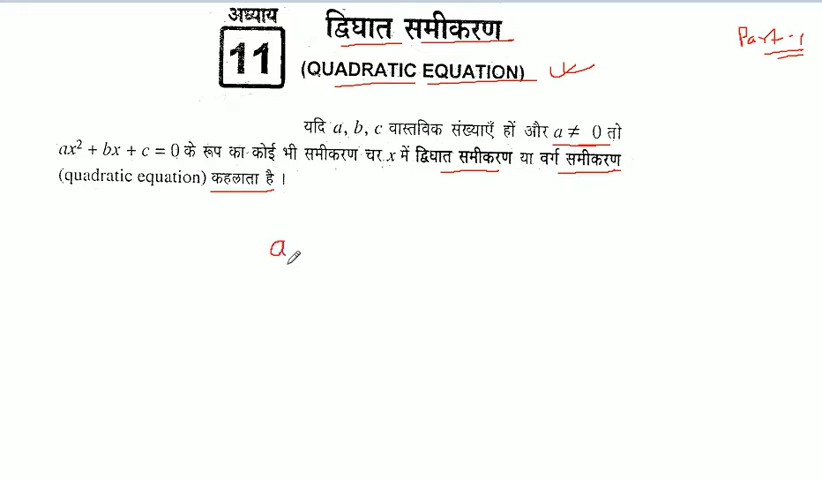 अध्याय
11
द्विघात समीकरण
(QUADRATIC EQUATION)
Part-1
यदि a, b, c वास्तविक संख्याएँ हों और a ≠ 0 तो
ax² + bx + c = 0 के रूप का कोई भी समीकरण चर x में द्विघात समीकरण या वर्ग समीकरण
(quadratic equation) कहलाता है ।
a